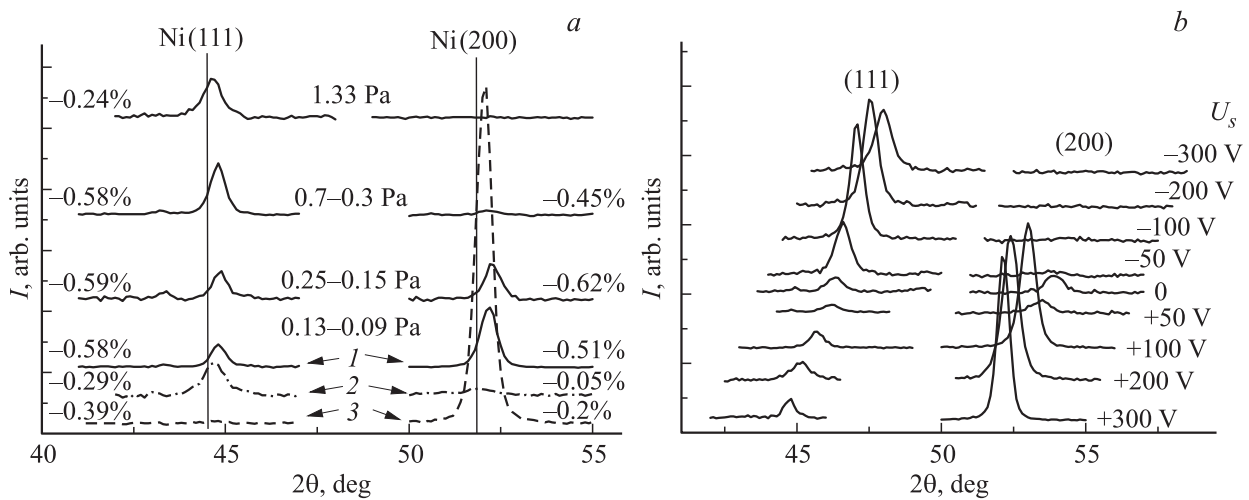 a
Ni(111)
Ni(200)
–0.24%
1.33 Pa
–0.58%
0.7–0.3 Pa
–0.45%
–0.59%
0.25–0.15 Pa
–0.62%
0.13–0.09 Pa
–0.58%
1
–0.51%
–0.29%
2
–0.05%
–0.39%
3
–0.2%
I, arb. units
40
45
50
55
2θ, deg
b
(111)
(200)
U_s
–300 V
–200 V
–100 V
–50 V
0
+50 V
+100 V
+200 V
+300 V
I, arb. units
45
50
55
2θ, deg